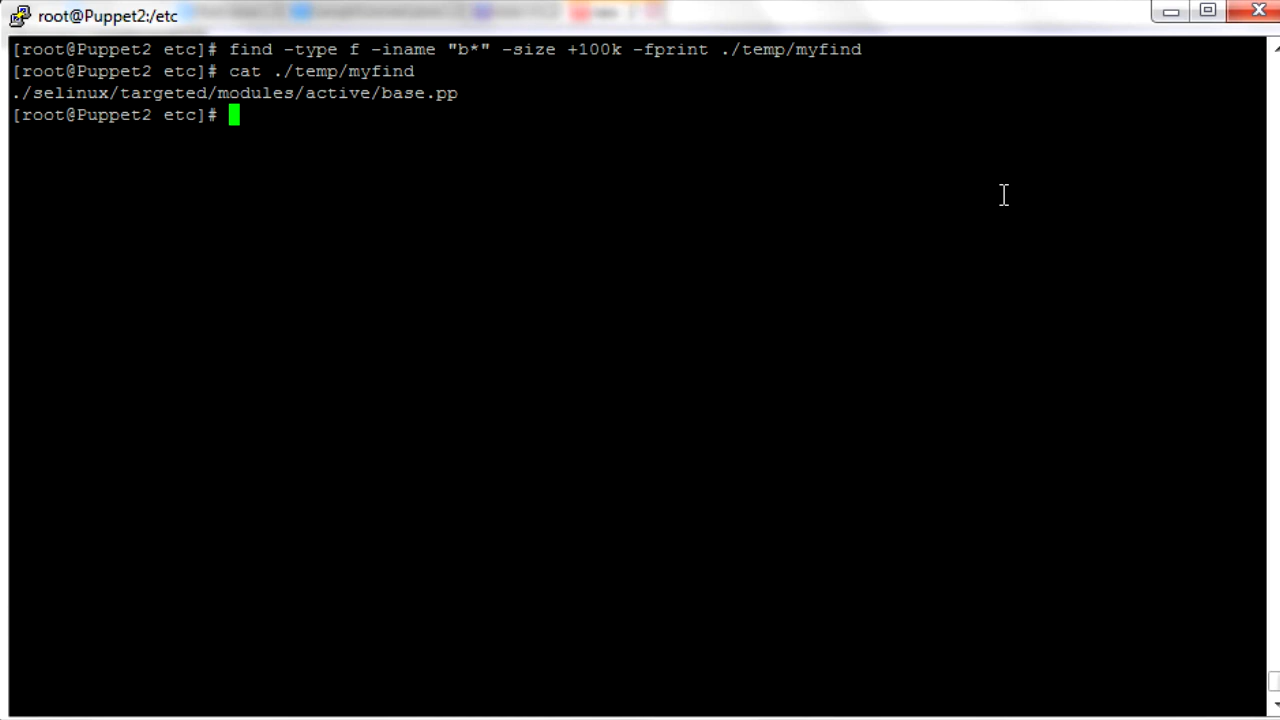 root@Puppet2:/etc
[root@Puppet2 etc]# find -type f -iname "b*" -size +100k -fprint ./temp/myfind
[root@Puppet2 etc]# cat ./temp/myfind
./selinux/targeted/modules/active/base.pp
[root@Puppet2 etc]#